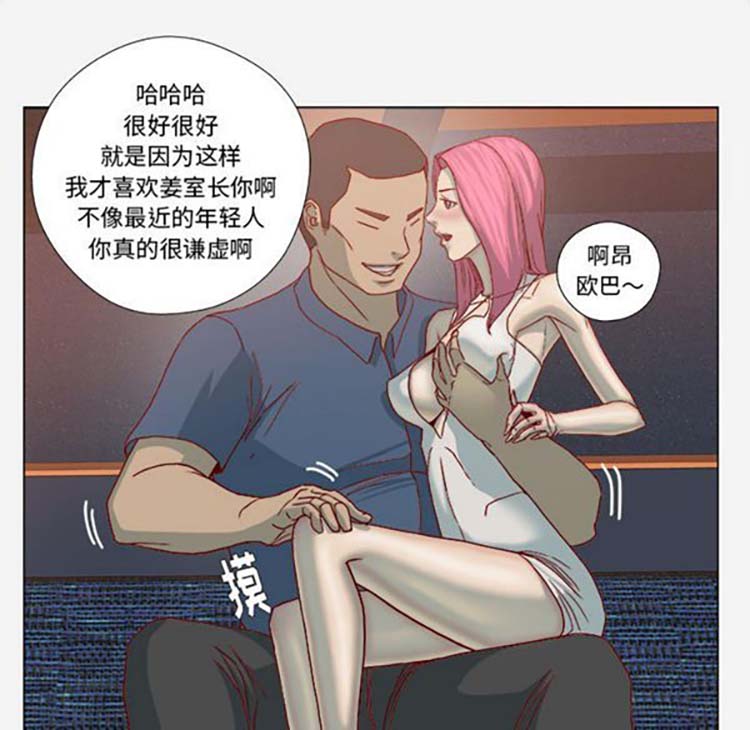 哈哈哈
很好很好
就是因为这样
我才喜欢姜室长你啊
不像最近的年轻人
你真的很谦虚啊
啊昂
欧巴～
摸